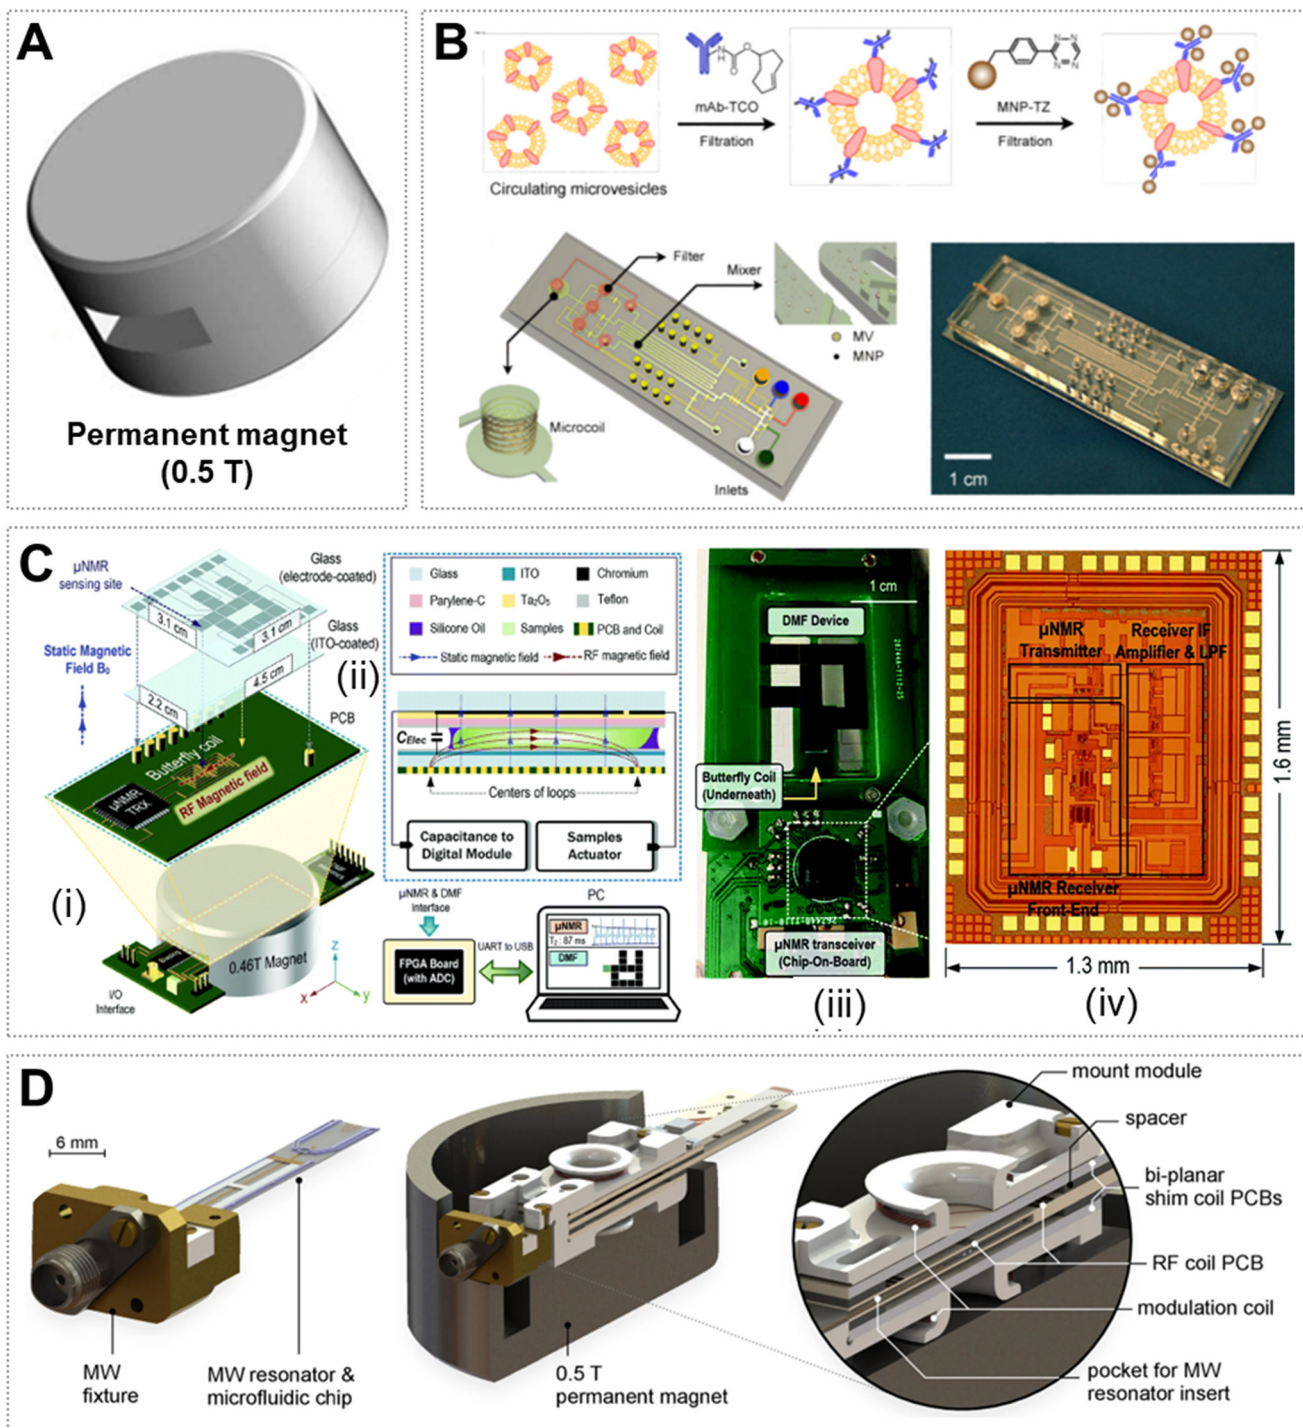 A
Permanent magnet
(0.5 T)
B
mAb-TCO
Filtration
MNP-TZ
Filtration
Circulating microvesicles
N
H
O
O
N
N
N
N
Filter
Mixer
MV
MNP
Microcoil
Inlets
1 cm
C
µNMR
sensing site
Glass
(electrode-coated)
3.1 cm
3.1 cm
Glass
(ITO-coated)
Static Magnetic
Field B₀
(ii)
4.5 cm
2.2 cm
PCB
Butterfly coil
µNMR
TRX
RF Magnetic field
(i)
0.46T Magnet
I/O
Interface
z
x
y
Glass
ITO
Chromium
Parylene-C
Ta₂O₅
Teflon
Silicone Oil
Samples
PCB and Coil
Static magnetic field
RF magnetic field
C_Elec
Centers of loops
Capacitance to
Digital Module
Samples
Actuator
µNMR & DMF
Interface
PC
FPGA Board
(with ADC)
UART to USB
µNMR
T₂ : 87 ms
DMF
1 cm
DMF Device
Butterfly Coil
(Underneath)
µNMR transceiver
(Chip-On-Board)
(iii)
µNMR
Transmitter
Receiver IF
Amplifier & LPF
µNMR Receiver
Front-End
1.6 mm
1.3 mm
(iv)
D
6 mm
MW
fixture
MW resonator &
microfluidic chip
0.5 T
permanent magnet
mount module
spacer
bi-planar
shim coil PCBs
RF coil PCB
modulation coil
pocket for MW
resonator insert